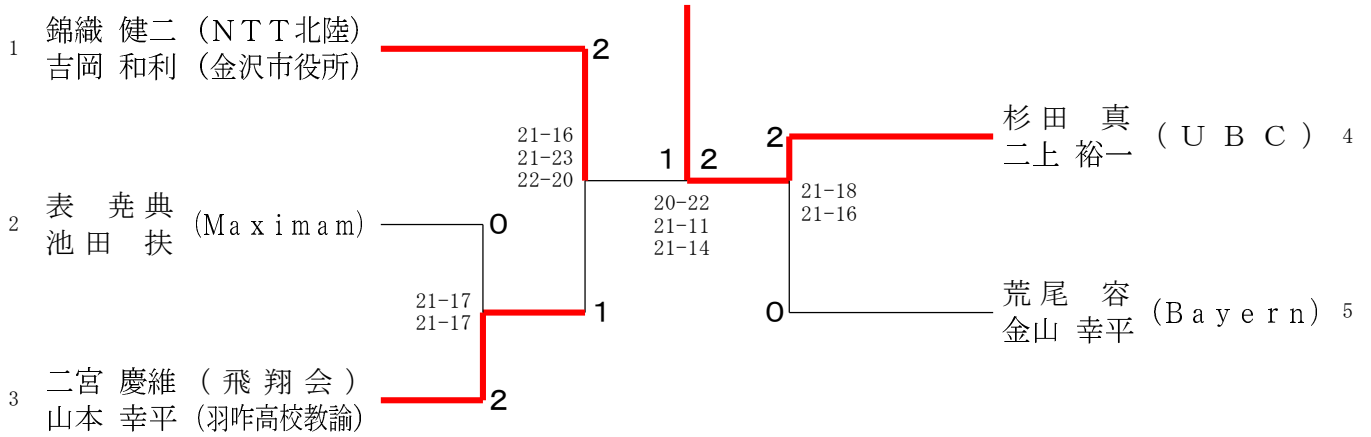 1
錦織 健二 (NTT北陸)
吉岡 和利 (金沢市役所)
2
21-16
21-23
22-20
1 2
20-22
21-11
21-14
2
21-18
21-16
杉田 真
二上 裕一
(UBC) 4
2
表 尭典
池田 扶
(Maximam)
0
21-17
21-17
1
0
荒尾 容
金山 幸平
(Bayern) 5
3
二宮 慶維 (飛翔会)
山本 幸平 (羽咋高校教諭)
2